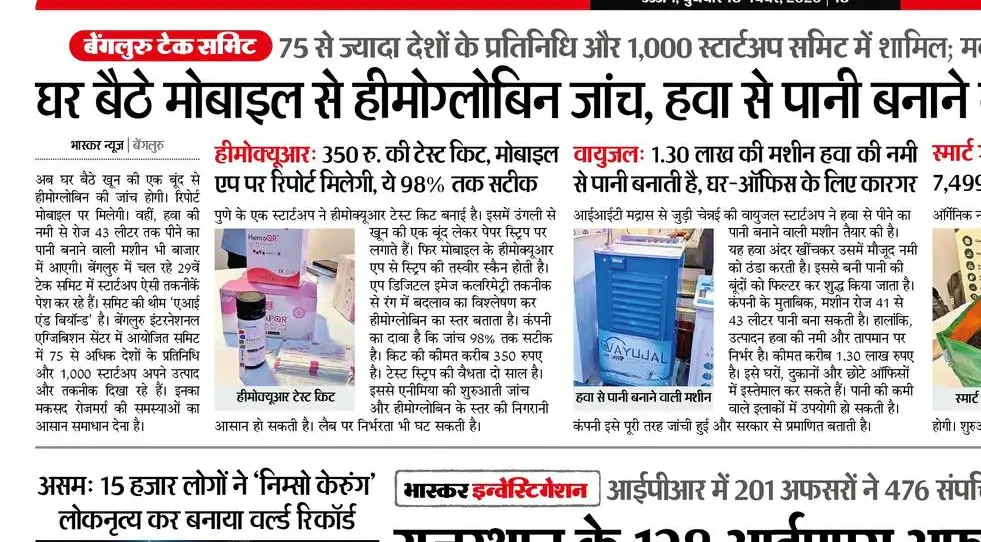 बेंगलुरु टेक समिट 75 से ज्यादा देशों के प्रतिनिधि और 1,000 स्टार्टअप समिट में शामिल;
घर बैठे मोबाइल से हीमोग्लोबिन जांच, हवा से पानी बनाने
भास्कर न्यूज | बेंगलुरु
अब घर बैठे खून की एक बूंद से
हीमोग्लोबिन की जांच होगी। रिपोर्ट
मोबाइल पर मिलेगी। वहीं, हवा की
नमी से रोज 43 लीटर तक पीने का
पानी बनाने वाली मशीन भी बाजार
में आएगी। बेंगलुरु में चल रहे 29वें
टेक समिट में स्टार्टअप ऐसी तकनीकें
पेश कर रहे हैं। समिट की थीम ‘एआई
एंड बियॉन्ड’ है। बेंगलुरु इंटरनेशनल
एग्जिबिशन सेंटर में आयोजित समिट
में 75 से अधिक देशों के प्रतिनिधि
और 1,000 स्टार्टअप अपने उत्पाद
और तकनीक दिखा रहे हैं। इनका
मकसद रोजमर्रा की समस्याओं का
आसान समाधान देना है।
हीमोक्यूआर: 350 रु. की टेस्ट किट, मोबाइल
एप पर रिपोर्ट मिलेगी, ये 98% तक सटीक
पुणे के एक स्टार्टअप ने हीमोक्यूआर टेस्ट किट बनाई है। इसमें उंगली से
खून की एक बूंद लेकर पेपर स्ट्रिप पर
लगाते हैं। फिर मोबाइल के हीमोक्यूआर
एप से स्ट्रिप की तस्वीर स्कैन होती है।
एप डिजिटल इमेज कलरिमेट्री तकनीक
से रंग में बदलाव का विश्लेषण कर
हीमोग्लोबिन का स्तर बताता है। कंपनी
का दावा है कि जांच 98% तक सटीक
है। किट की कीमत करीब 350 रुपए
है। टेस्ट स्ट्रिप की वैधता दो साल है।
इससे एनीमिया की शुरुआती जांच
और हीमोग्लोबिन के स्तर की निगरानी
आसान हो सकती है। लैब पर निर्भरता भी घट सकती है।
HemoQR
हीमोक्यूआर टेस्ट किट
वायुजल: 1.30 लाख की मशीन हवा की नमी
से पानी बनाती है, घर-ऑफिस के लिए कारगर
आईआईटी मद्रास से जुड़ी चेन्नई की वायुजल स्टार्टअप ने हवा से पीने का
पानी बनाने वाली मशीन तैयार की है।
यह हवा अंदर खींचकर उसमें मौजूद नमी
को ठंडा करती है। इससे बनी पानी की
बूंदों को फिल्टर कर शुद्ध किया जाता है।
कंपनी के मुताबिक, मशीन रोज 41 से
43 लीटर पानी बना सकती है। हालांकि,
उत्पादन हवा की नमी और तापमान पर
निर्भर है। कीमत करीब 1.30 लाख रुपए
है। इसे घरों, दुकानों और छोटे ऑफिसों
में इस्तेमाल कर सकते हैं। पानी की कमी
वाले इलाकों में उपयोगी हो सकती है।
कंपनी इसे पूरी तरह जांची हुई और सरकार से प्रमाणित बताती है।
VAYUJAL
हवा से पानी बनाने वाली मशीन
स्मार्ट
7,499
स्मार्ट
होगी।
असम: 15 हजार लोगों ने ‘निम्सो केरुंग’
लोकनृत्य कर बनाया वर्ल्ड रिकॉर्ड
भास्कर इन्वेस्टिगेशन आईपीआर में 201 अफसरों ने 476
राजस्थान के 128 आईएएस